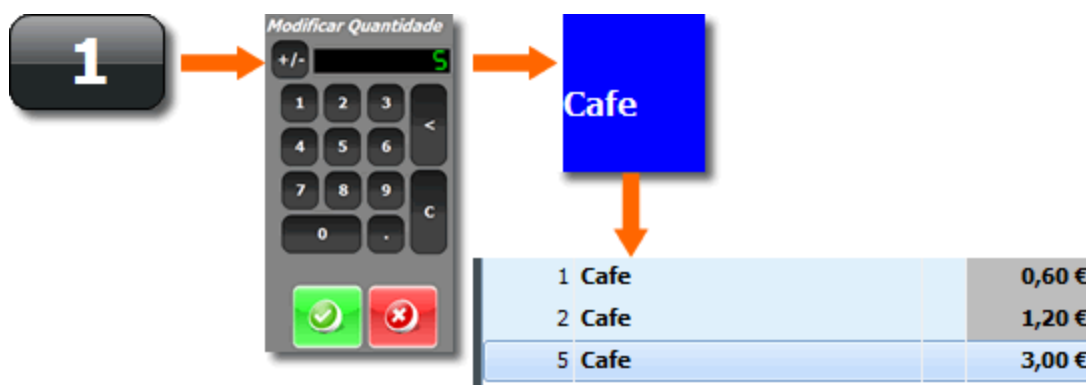 1
Modificar Quantidade
+/- 5
1 2 3 <
4 5 6
7 8 9 C
0 .
Cafe
1 Cafe 0,60 €
2 Cafe 1,20 €
5 Cafe 3,00 €